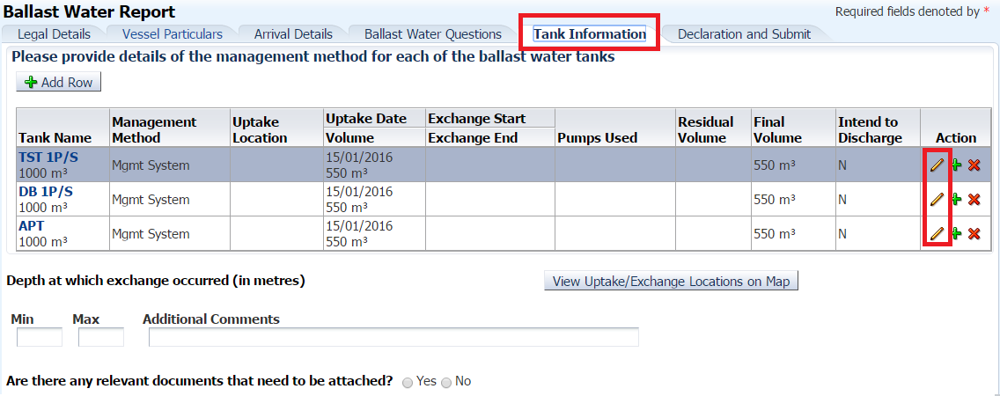 Ballast Water Report
Required fields denoted by *
Legal Details Vessel Particulars Arrival Details Ballast Water Questions Tank Information Declaration and Submit
Please provide details of the management method for each of the ballast water tanks
Add Row
Tank Name Management Method Uptake Location Uptake Date Volume Exchange Start Exchange End Pumps Used Residual Volume Final Volume Intend to Discharge Action
TST 1P/S Mgmt System 15/01/2016 550 m³ N
1000 m³ 550 m³
DB 1P/S Mgmt System 15/01/2016 550 m³ N
1000 m³ 550 m³
APT Mgmt System 15/01/2016 550 m³ N
1000 m³ 550 m³
Depth at which exchange occurred (in metres) View Uptake/Exchange Locations on Map
Min Max Additional Comments
Are there any relevant documents that need to be attached? Yes No